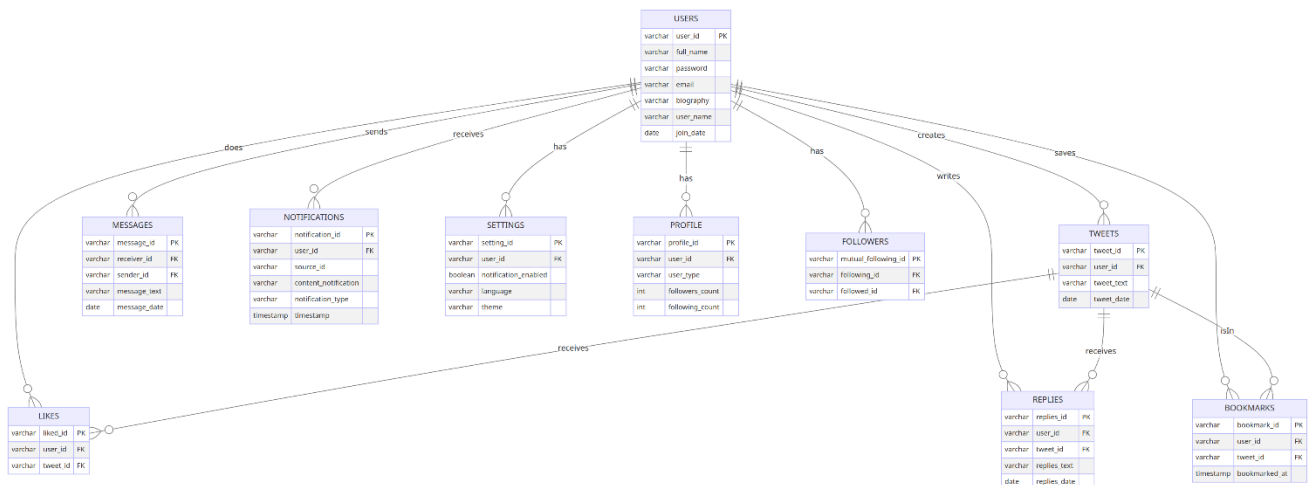 USERS
varchar user_id PK
varchar full_name
varchar password
varchar email
varchar biography
varchar user_name
date join_date
does
sends
receives
has
has
has
writes
creates
saves
MESSAGES
varchar message_id PK
varchar receiver_id FK
varchar sender_id FK
varchar message_text
date message_date
NOTIFICATIONS
varchar notification_id PK
varchar user_id FK
varchar source_id
varchar content_notification
varchar notification_type
timestamp timestamp
SETTINGS
varchar setting_id PK
varchar user_id FK
boolean notification_enabled
varchar language
varchar theme
PROFILE
varchar profile_id PK
varchar user_id FK
varchar user_type
int followers_count
int following_count
FOLLOWERS
varchar mutual_following_id PK
varchar following_id FK
varchar followed_id FK
TWEETS
varchar tweet_id PK
varchar user_id FK
varchar tweet_text
date tweet_date
receives
receives
isIn
LIKES
varchar liked_id PK
varchar user_id FK
varchar tweet_id FK
REPLIES
varchar replies_id PK
varchar user_id FK
varchar tweet_id FK
varchar replies_text
date replies_date
BOOKMARKS
varchar bookmark_id PK
varchar user_id FK
varchar tweet_id FK
timestamp bookmarked_at